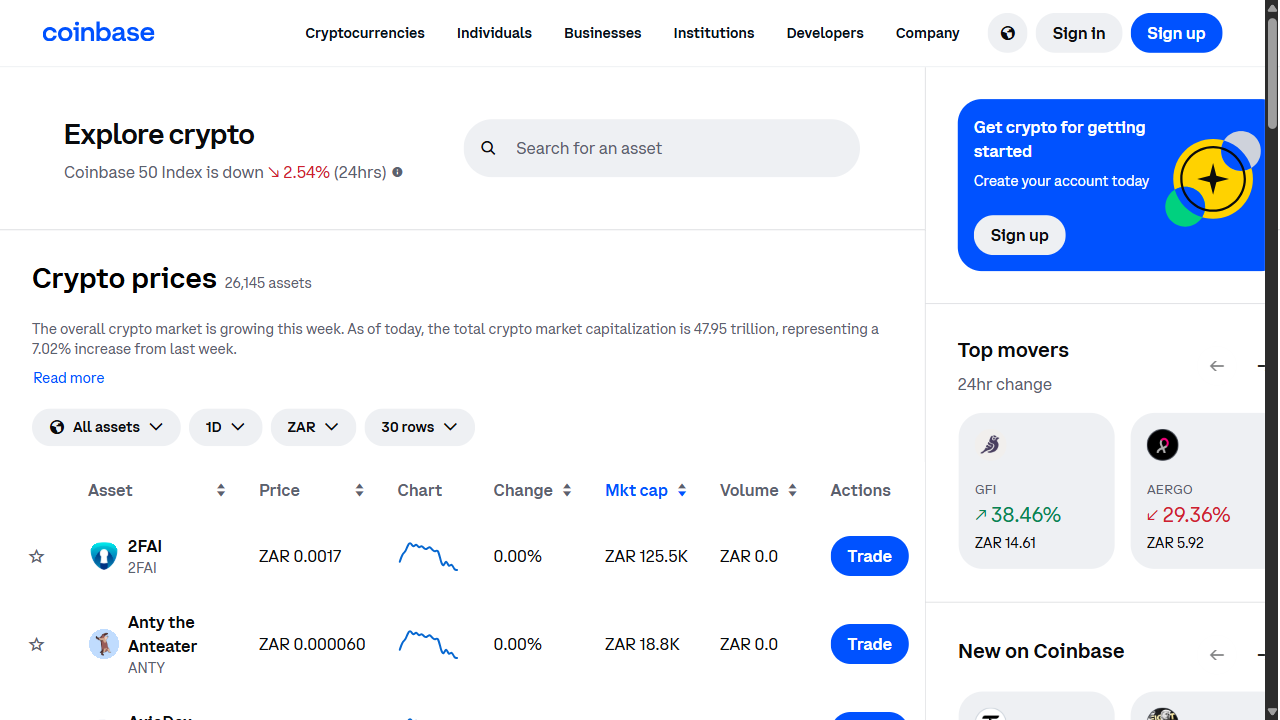 coinbase
Cryptocurrencies
Individuals
Businesses
Institutions
Developers
Company
Sign in
Sign up
Explore crypto
Coinbase 50 Index is down ↘ 2.54% (24hrs)
Search for an asset
Get crypto for getting
started
Create your account today
Sign up
Crypto prices 26,145 assets
The overall crypto market is growing this week. As of today, the total crypto market capitalization is 47.95 trillion, representing a
7.02% increase from last week.
Read more
All assets
1D
ZAR
30 rows
Asset
Price
Chart
Change
Mkt cap
Volume
Actions
2FAI
2FAI
ZAR 0.0017
0.00%
ZAR 125.5K
ZAR 0.0
Trade
Anty the
Anteater
ANTY
ZAR 0.000060
0.00%
ZAR 18.8K
ZAR 0.0
Trade
Top movers
24hr change
GFI
↗ 38.46%
ZAR 14.61
AERGO
↙ 29.36%
ZAR 5.92
New on Coinbase